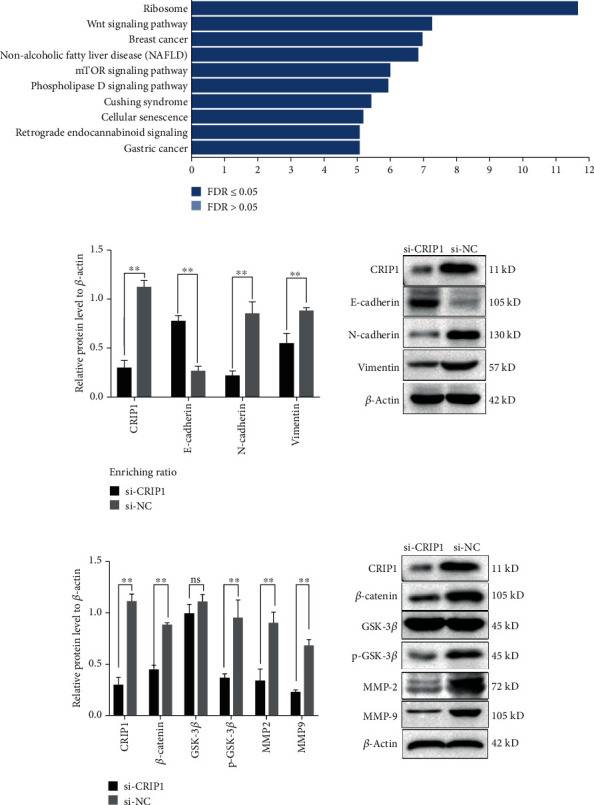 Ribosome
Wnt signaling pathway
Breast cancer
Non-alcoholic fatty liver disease (NAFLD)
mTOR signaling pathway
Phospholipase D signaling pathway
Cushing syndrome
Cellular senescence
Retrograde endocannabinoid signaling
Gastric cancer
0 1 2 3 4 5 6 7 8 9 10 11 12
FDR ≤ 0.05
FDR > 0.05
Relative protein level to β-actin
1.5
1.0
0.5
0.0
** ** ** **
CRIP1
E-cadherin
N-cadherin
Vimentin
Enriching ratio
si-CRIP1
si-NC
si-CRIP1 si-NC
CRIP1 11 kD
E-cadherin 105 kD
N-cadherin 130 kD
Vimentin 57 kD
β-Actin 42 kD
Relative protein level to β-actin
1.5
1.0
0.5
0.0
** ** ns ** ** **
CRIP1
β-catenin
GSK-3β
p-GSK-3β
MMP2
MMP9
si-CRIP1
si-NC
si-CRIP1 si-NC
CRIP1 11 kD
β-catenin 105 kD
GSK-3β 45 kD
p-GSK-3β 45 kD
MMP-2 72 kD
MMP-9 105 kD
β-Actin 42 kD